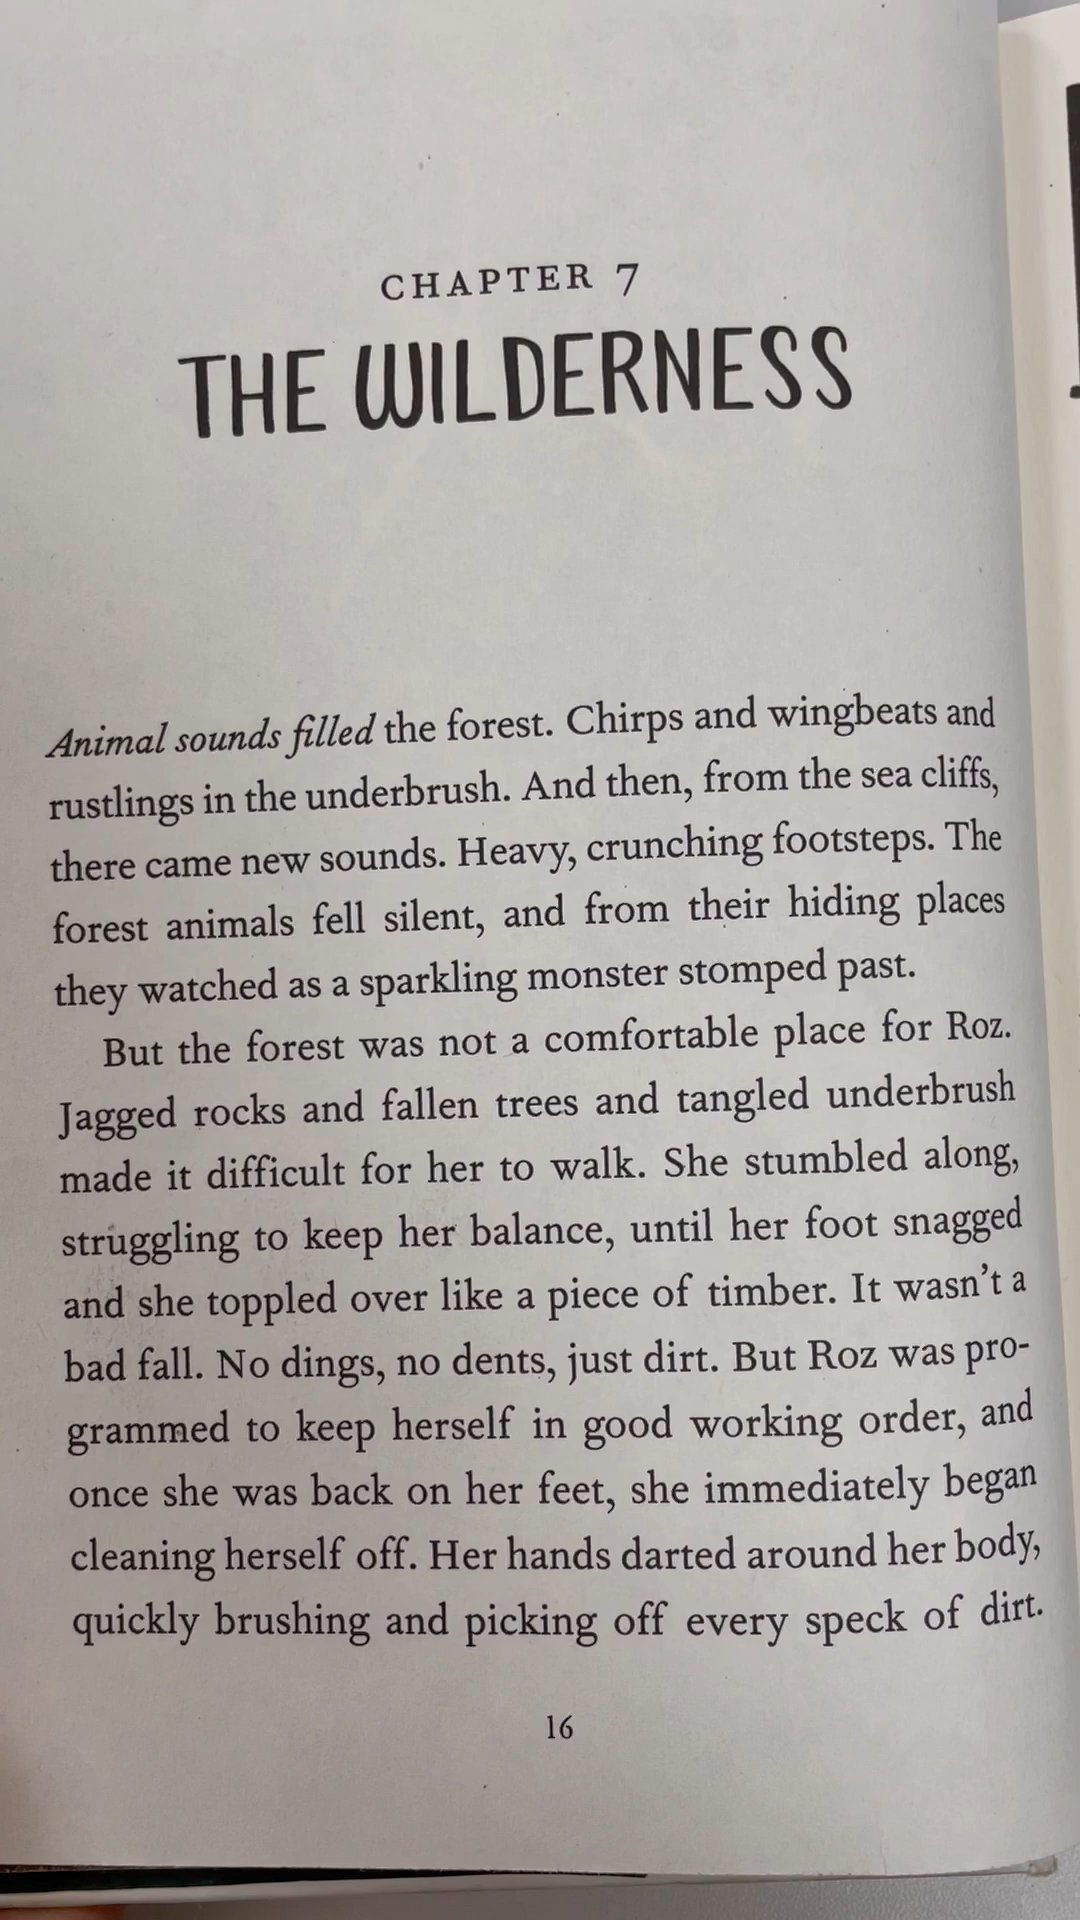 CHAPTER 7
THE WILDERNESS
Animal sounds filled the forest. Chirps and wingbeats and
rustlings in the underbrush. And then, from the sea cliffs,
there came new sounds. Heavy, crunching footsteps. The
forest animals fell silent, and from their hiding places
they watched as a sparkling monster stomped past.
But the forest was not a comfortable place for Roz.
Jagged rocks and fallen trees and tangled underbrush
made it difficult for her to walk. She stumbled along,
struggling to keep her balance, until her foot snagged
and she toppled over like a piece of timber. It wasn't a
bad fall. No dings, no dents, just dirt. But Roz was pro-
grammed to keep herself in good working order, and
once she was back on her feet, she immediately began
cleaning herself off. Her hands darted around her body,
quickly brushing and picking off every speck of dirt.
16